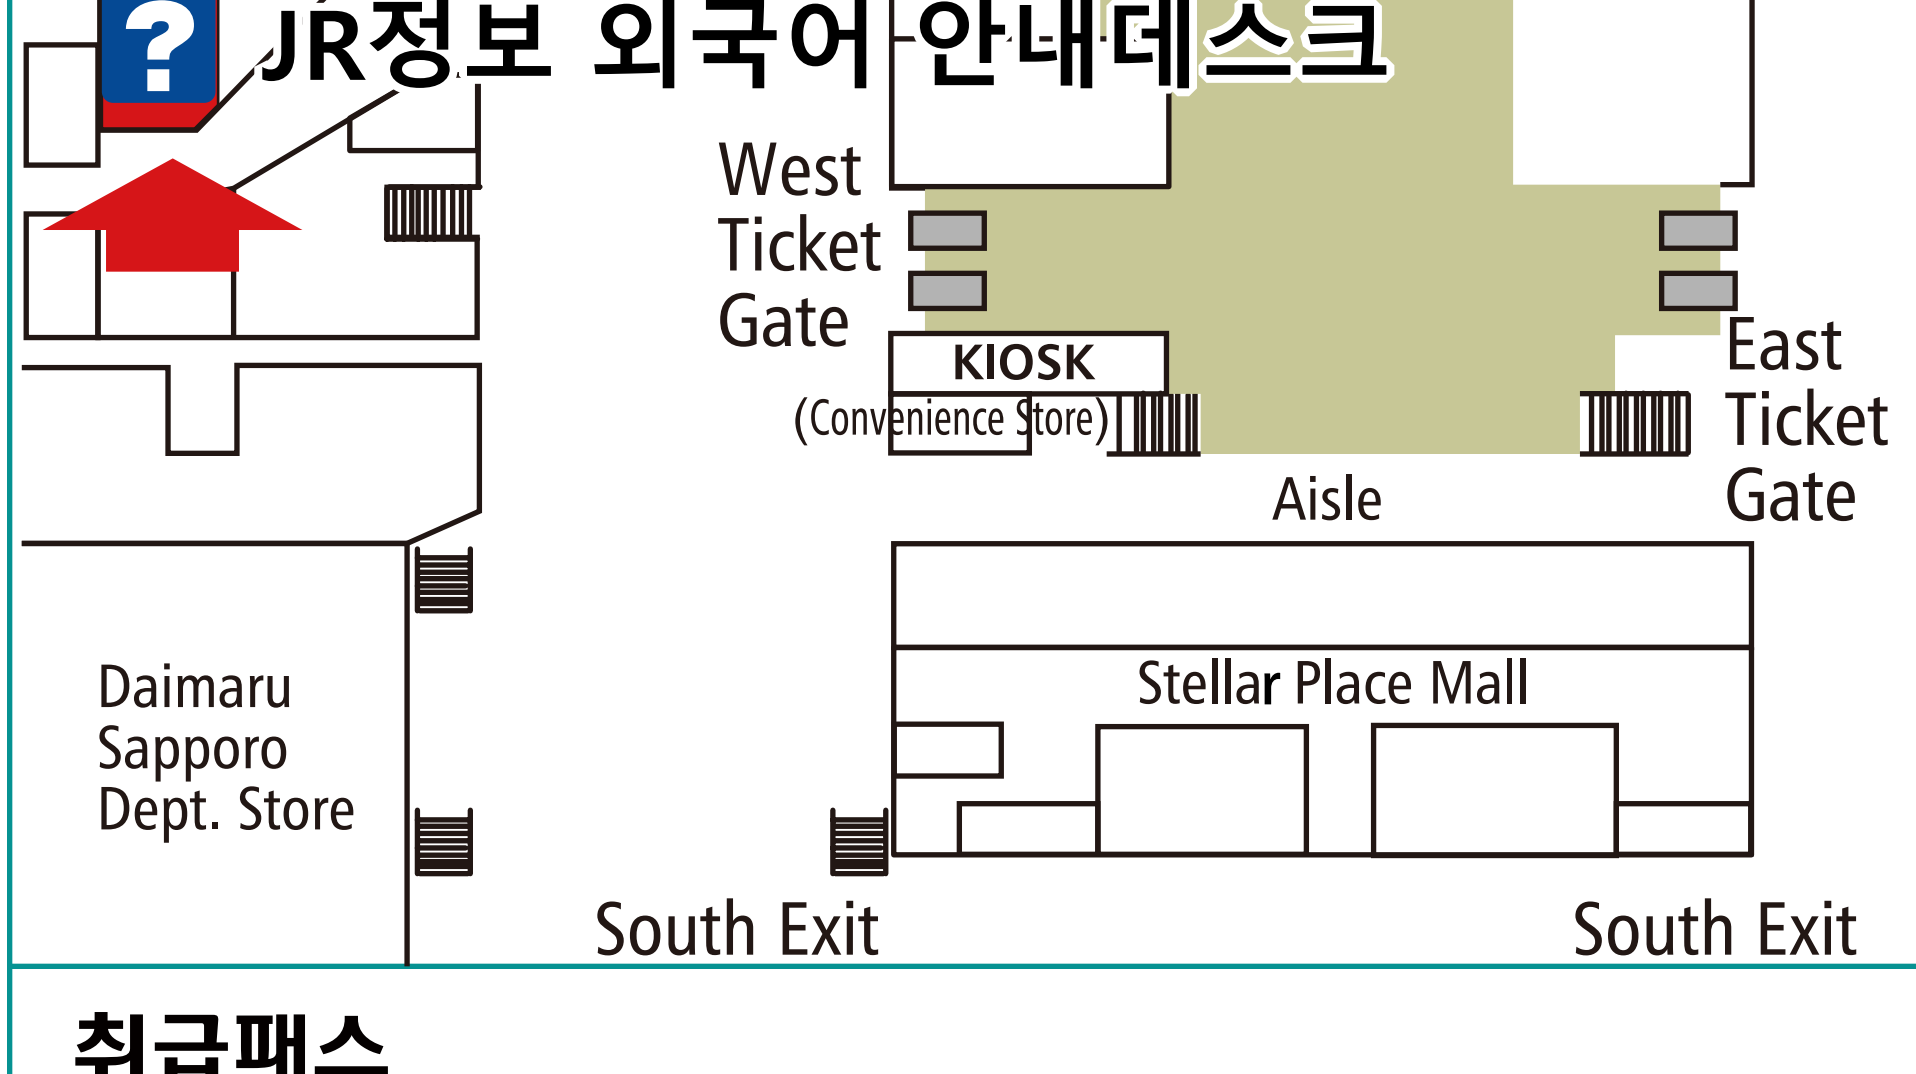 ?
JR정보 외국어 안내데스크
West
Ticket
Gate
KIOSK
(Convenience Store)
East
Ticket
Gate
Aisle
Stellar Place Mall
Daimaru
Sapporo
Dept. Store
South Exit
South Exit
취급패스